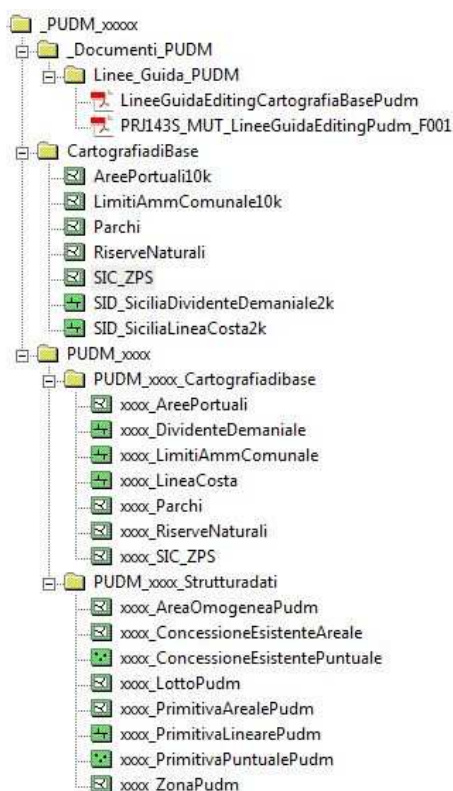 _PUDM_xxxxx
_Documenti_PUDM
Linee_Guida_PUDM
LineeGuidaEditingCartografiaBasePudm
PRJ143S_MUT_LineeGuidaEditingPudm_F001
CartografiadiBase
AreePortuali10k
LimitiAmmComunale10k
Parchi
RiserveNaturali
SIC_ZPS
SID_SiciliaDividenteDemaniale2k
SID_SiciliaLineaCosta2k
PUDM_xxxx
PUDM_xxxx_Cartografiadibase
xxxx_AreePortuali
xxxx_DividenteDemaniale
xxxx_LimitiAmmComunale
xxxx_LineaCosta
xxxx_Parchi
xxxx_RiserveNaturali
xxxx_SIC_ZPS
PUDM_xxxx_Strutturadati
xxxx_AreaOmogeneaPudm
xxxx_ConcessioneEsistenteAreale
xxxx_ConcessioneEsistentePuntuale
xxxx_LottoPudm
xxxx_PrimitivaArealePudm
xxxx_PrimitivaLinearePudm
xxxx_PrimitivaPuntualePudm
xxxx_ZonaPudm